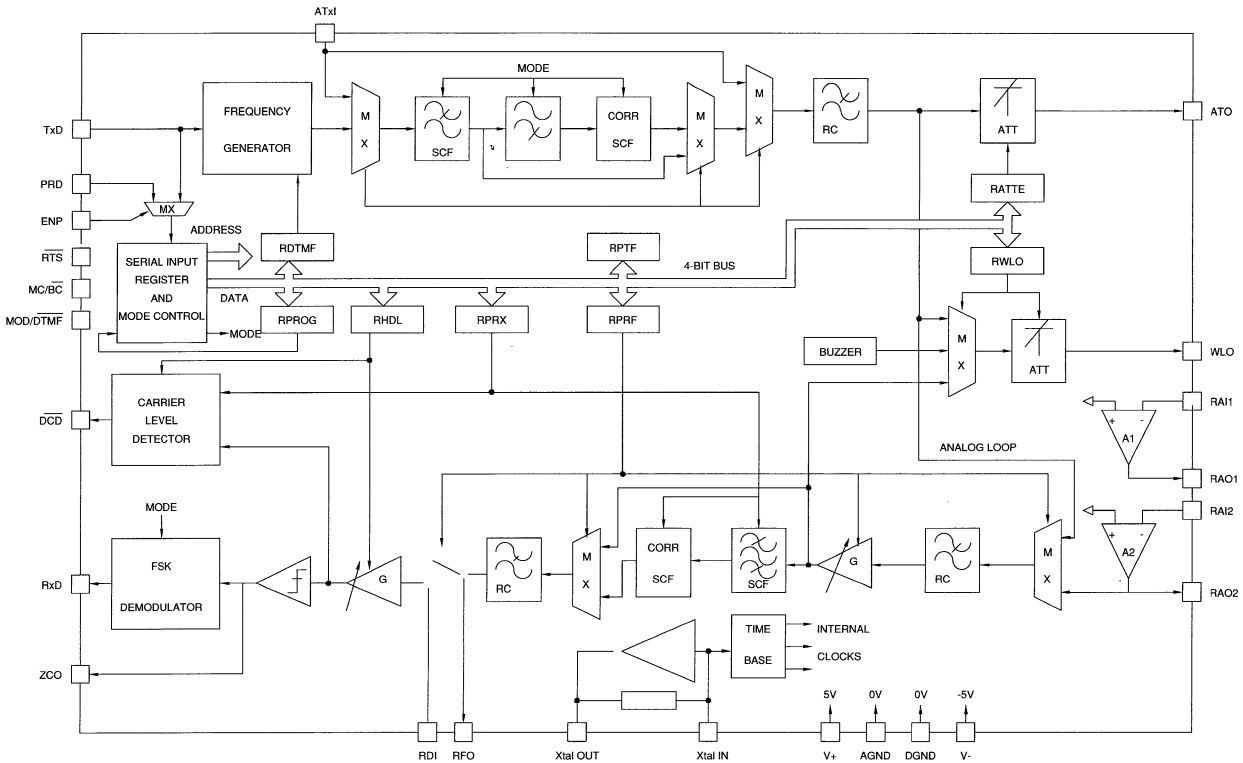 ATxI
MODE
FREQUENCY
GENERATOR
M
X
SCF
CORR
SCF
M
X
M
X
RC
ATT
ATO
TxD
PRD
ENP
MX
RTS
MC/BC
MOD/DTMF
ADDRESS
SERIAL INPUT
REGISTER
AND
MODE CONTROL
DATA
MODE
RDTMF
RPTF
4-BIT BUS
RATTE
RWLO
RPROG
RHDL
RPRX
RPRF
BUZZER
M
X
ATT
WLO
CARRIER
LEVEL
DETECTOR
DCD
RAI1
+ -
A1
ANALOG LOOP
RAO1
RAI2
+ -
A2
RAO2
MODE
FSK
DEMODULATOR
RxD
ZCO
G
RC
M
X
CORR
SCF
SCF
G
RC
M
X
TIME
BASE
INTERNAL
CLOCKS
5V
0V
0V
-5V
RDI
RFO
Xtal OUT
Xtal IN
V+
AGND
DGND
V-